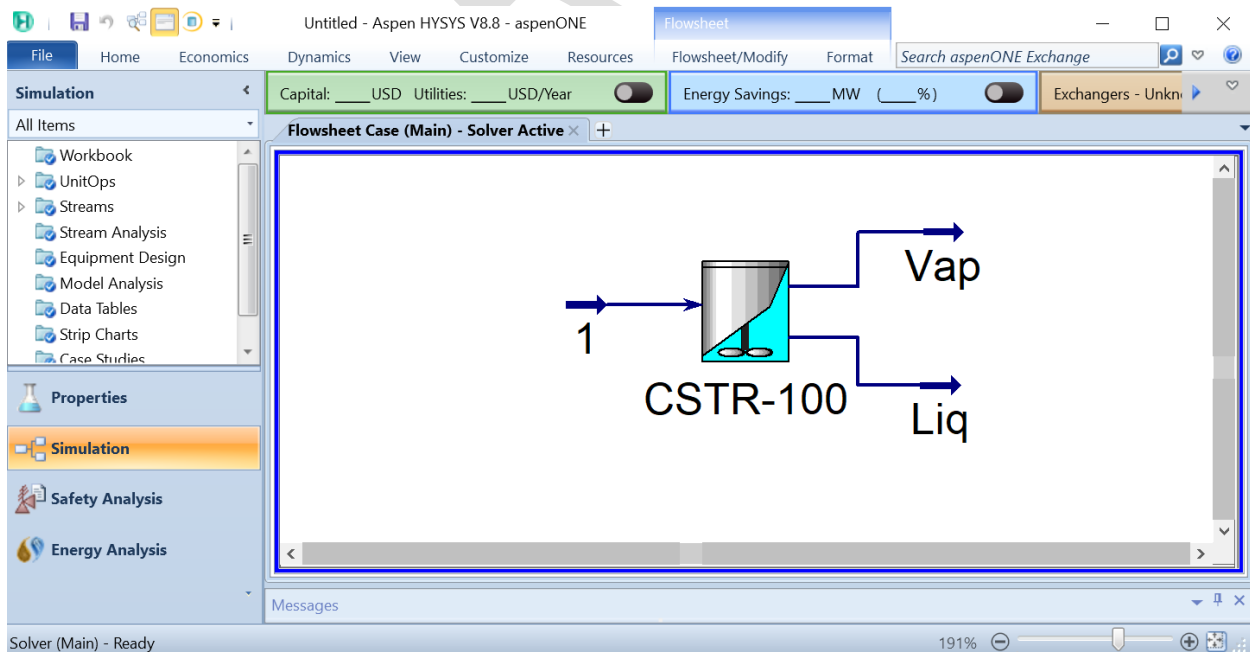 Untitled - Aspen HYSYS V8.8 - aspenONE
Flowsheet
File Home Economics Dynamics View Customize Resources Flowsheet/Modify Format Search aspenONE Exchange
Simulation
Capital: ____USD Utilities: _____USD/Year
Energy Savings: ____MW (____%)
Exchangers - Unkn
All Items
Flowsheet Case (Main) - Solver Active
Workbook
UnitOps
Streams
Stream Analysis
Equipment Design
Model Analysis
Data Tables
Strip Charts
Case Studies
Vap
1
CSTR-100
Liq
Properties
Simulation
Safety Analysis
Energy Analysis
Messages
Solver (Main) - Ready
191%